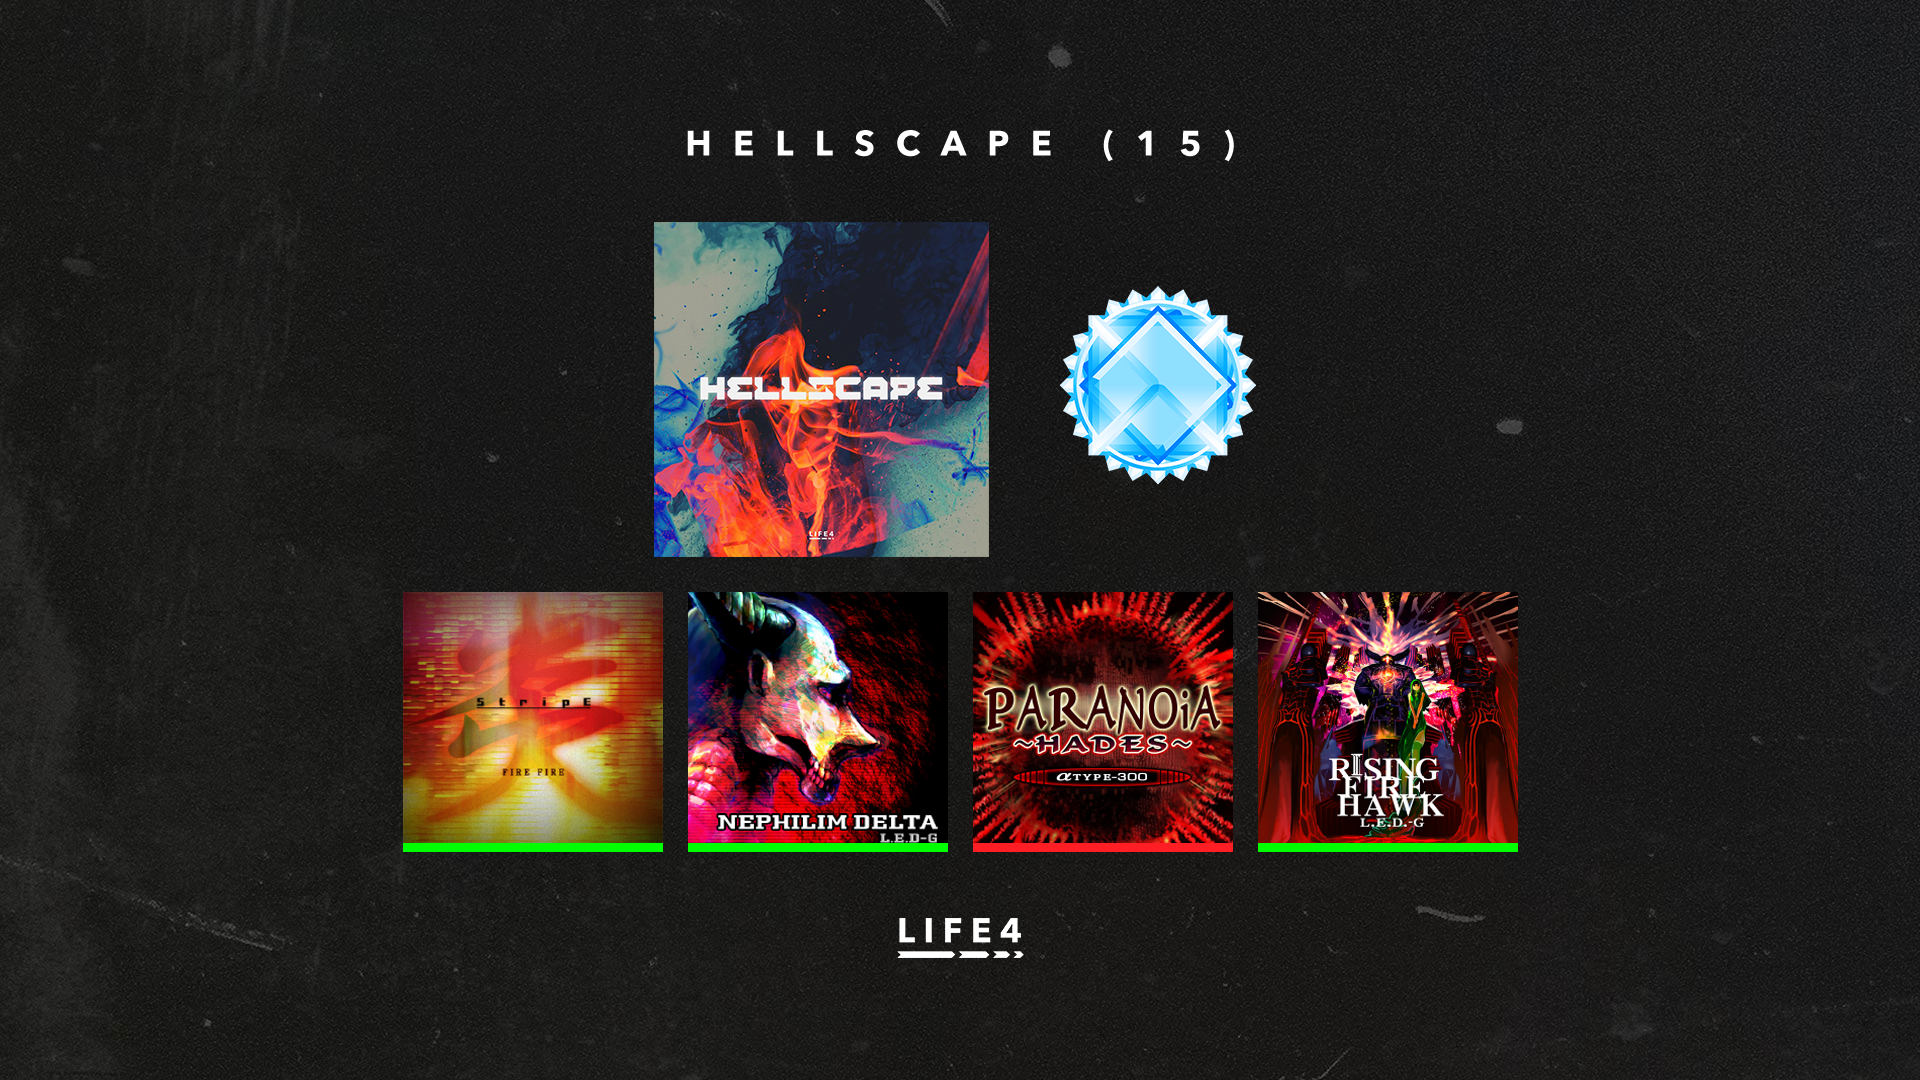 HELLSCAPE (15)
HELLSCAPE
LIFE4
StripE
FIRE FIRE
NEPHILIM DELTA
L.E.D-G
PARANOiA
~HADES~
αTYPE-300
RISING
FIRE
HAWK
L.E.D.-G
LIFE4